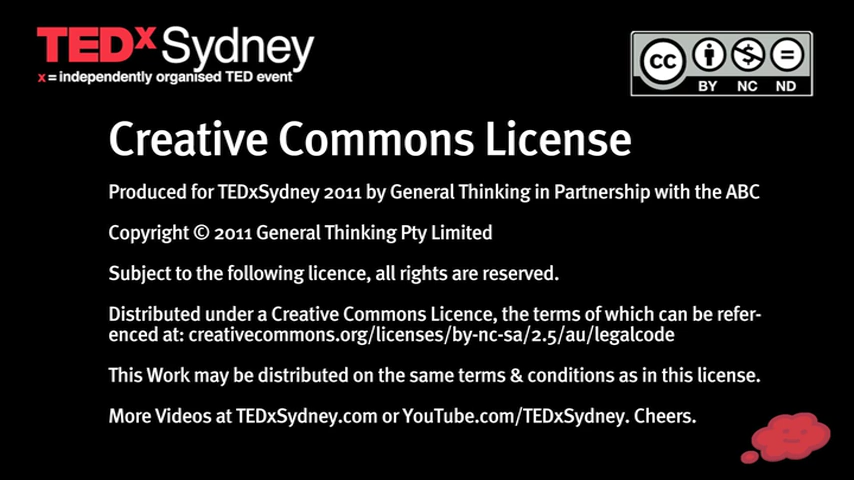 TEDxSydney
x = independently organised TED event
CC BY NC ND
Creative Commons License
Produced for TEDxSydney 2011 by General Thinking in Partnership with the ABC
Copyright © 2011 General Thinking Pty Limited
Subject to the following licence, all rights are reserved.
Distributed under a Creative Commons Licence, the terms of which can be refer-
enced at: creativecommons.org/licenses/by-nc-sa/2.5/au/legalcode
This Work may be distributed on the same terms & conditions as in this license.
More Videos at TEDxSydney.com or YouTube.com/TEDxSydney. Cheers.